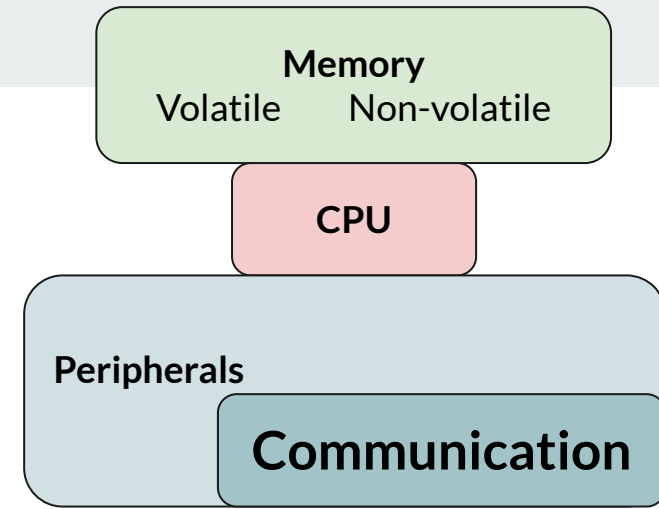 Memory
Volatile Non-volatile
CPU
Peripherals
Communication